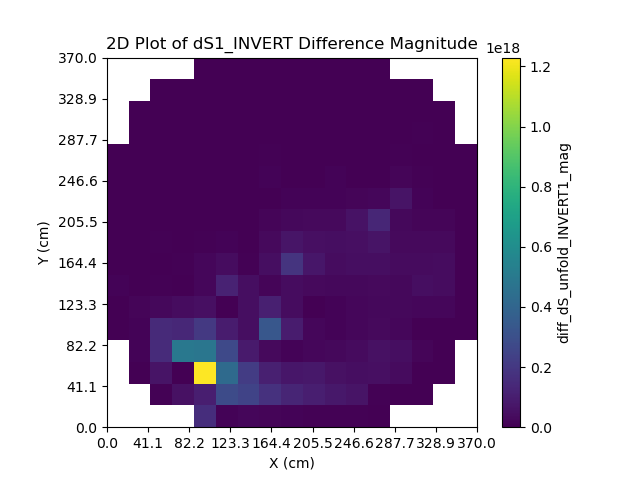 2D Plot of dS1_INVERT Difference Magnitude
1e18
370.0
328.9
287.7
246.6
205.5
164.4
123.3
82.2
41.1
0.0
Y (cm)
0.0 41.1 82.2 123.3 164.4 205.5 246.6 287.7 328.9 370.0
X (cm)
1.2
1.0
0.8
0.6
0.4
0.2
0.0
diff_dS_unfold_INVERT1_mag